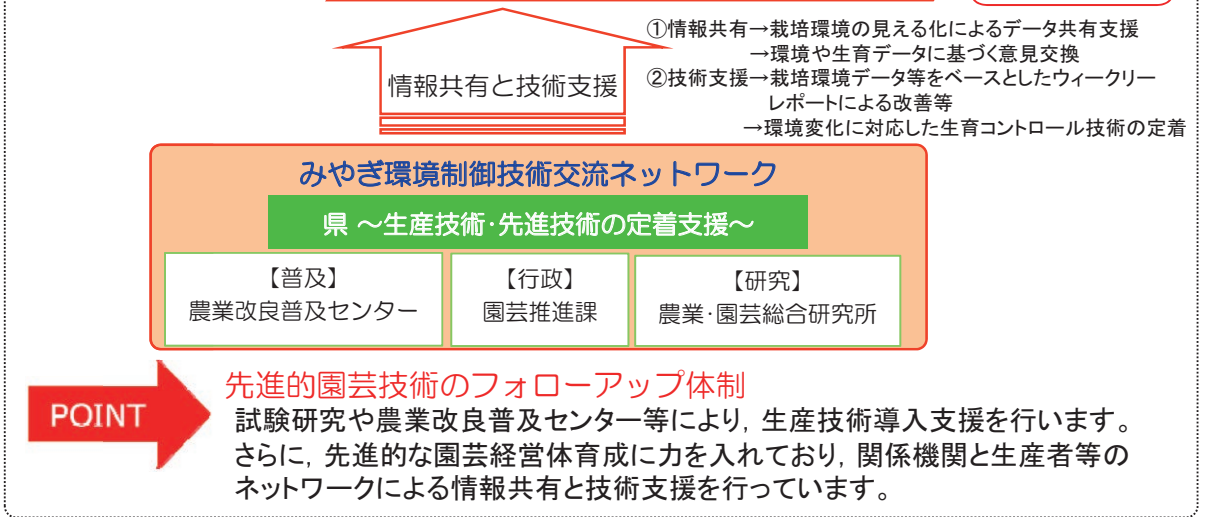 ①情報共有→栽培環境の見える化によるデータ共有支援
→環境や生育データに基づく意見交換
②技術支援→栽培環境データ等をベースとしたウィークリー
レポートによる改善等
→環境変化に対応した生育コントロール技術の定着
情報共有と技術支援
みやぎ環境制御技術交流ネットワーク
県 ～生産技術・先進技術の定着支援～
【普及】
農業改良普及センター
【行政】
園芸推進課
【研究】
農業・園芸総合研究所
POINT
先進的園芸技術のフォローアップ体制
試験研究や農業改良普及センター等により，生産技術導入支援を行います。
さらに，先進的な園芸経営体育成に力を入れており，関係機関と生産者等の
ネットワークによる情報共有と技術支援を行っています。